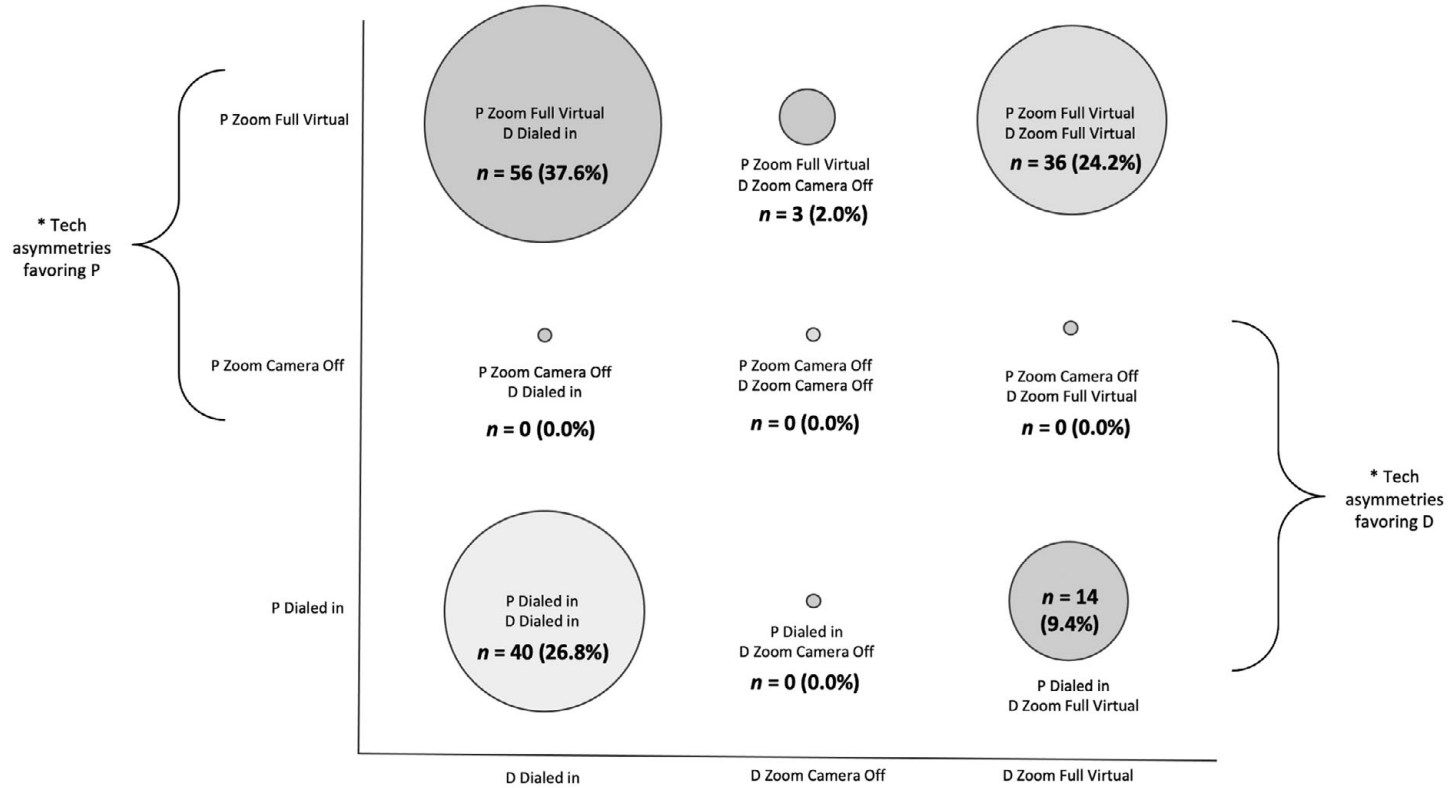 P Zoom Full Virtual
D Dialed in
n = 56 (37.6%)
P Zoom Full Virtual
D Zoom Camera Off
n = 3 (2.0%)
P Zoom Full Virtual
D Zoom Full Virtual
n = 36 (24.2%)
P Zoom Full Virtual
* Tech
asymmetries
favoring P
P Zoom Camera Off
P Zoom Camera Off
D Dialed in
n = 0 (0.0%)
P Zoom Camera Off
D Zoom Camera Off
n = 0 (0.0%)
P Zoom Camera Off
D Zoom Full Virtual
n = 0 (0.0%)
* Tech
asymmetries
favoring D
P Dialed in
P Dialed in
D Dialed in
n = 40 (26.8%)
P Dialed in
D Zoom Camera Off
n = 0 (0.0%)
n = 14
(9.4%)
P Dialed in
D Zoom Full Virtual
D Dialed in
D Zoom Camera Off
D Zoom Full Virtual